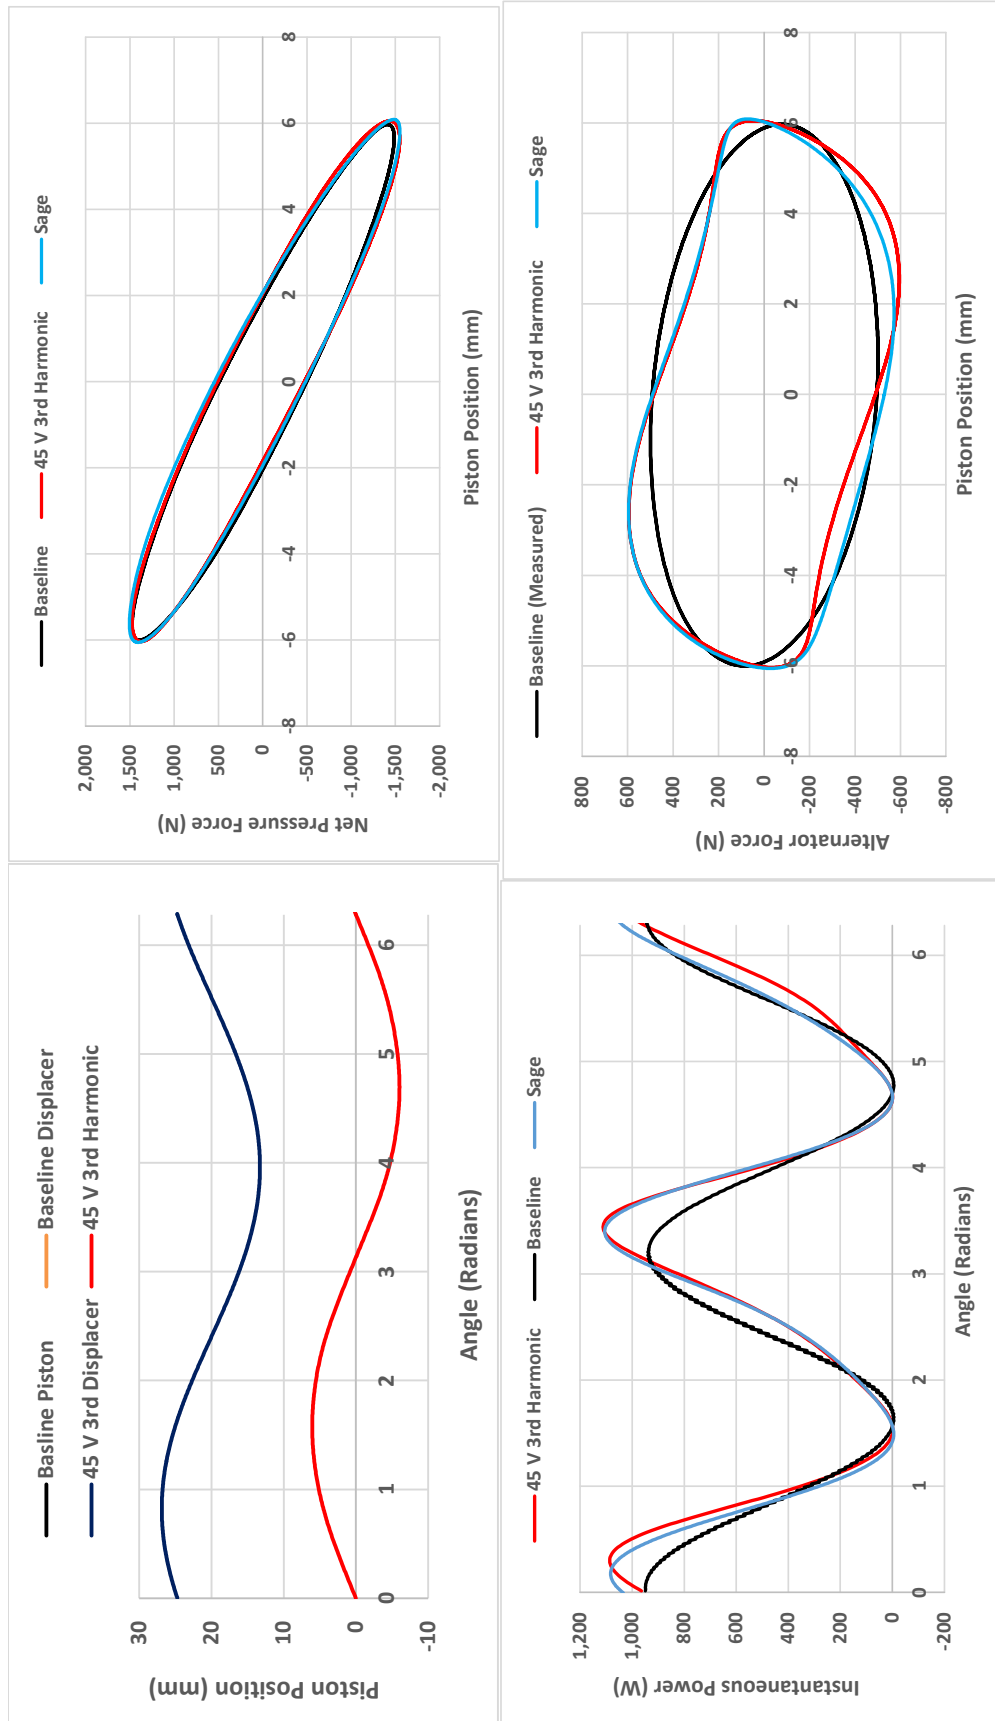 Basline Piston Baseline Displacer
45 V 3rd Displacer 45 V 3rd Harmonic
Piston Position (mm)
30
20
10
0
-10
0 1 2 3 4 5 6
Angle (Radians)
Baseline 45 V 3rd Harmonic Sage
Net Pressure Force (N)
2,000
1,500
1,000
500
0
-500
-1,000
-1,500
-2,000
-8 -6 -4 -2 0 2 4 6 8
Piston Position (mm)
45 V 3rd Harmonic Baseline Sage
Instantaneous Power (W)
1,200
1,000
800
600
400
200
0
-200
0 1 2 3 4 5 6
Angle (Radians)
Baseline (Measured) 45 V 3rd Harmonic Sage
Alternator Force (N)
800
600
400
200
0
-200
-400
-600
-800
-8 -6 -4 -2 0 2 4 6 8
Piston Position (mm)